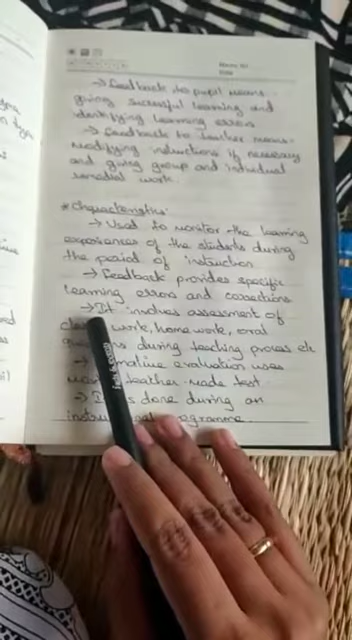 → Feedback to pupil means
giving successful learning and
identifying learning errors
→ Feedback to teacher means
Modifying instructions if necessary
and giving group and individual
remedial work.
* Characteristics
→ Used to monitor the learning
experiences of the students during
the period of instruction
→ Feedback provides specific
learning errors and corrections
→ It involves assessment of
work, home work, oral
during teaching process etc
→ evaluation uses
teacher-made test
→ is done during an